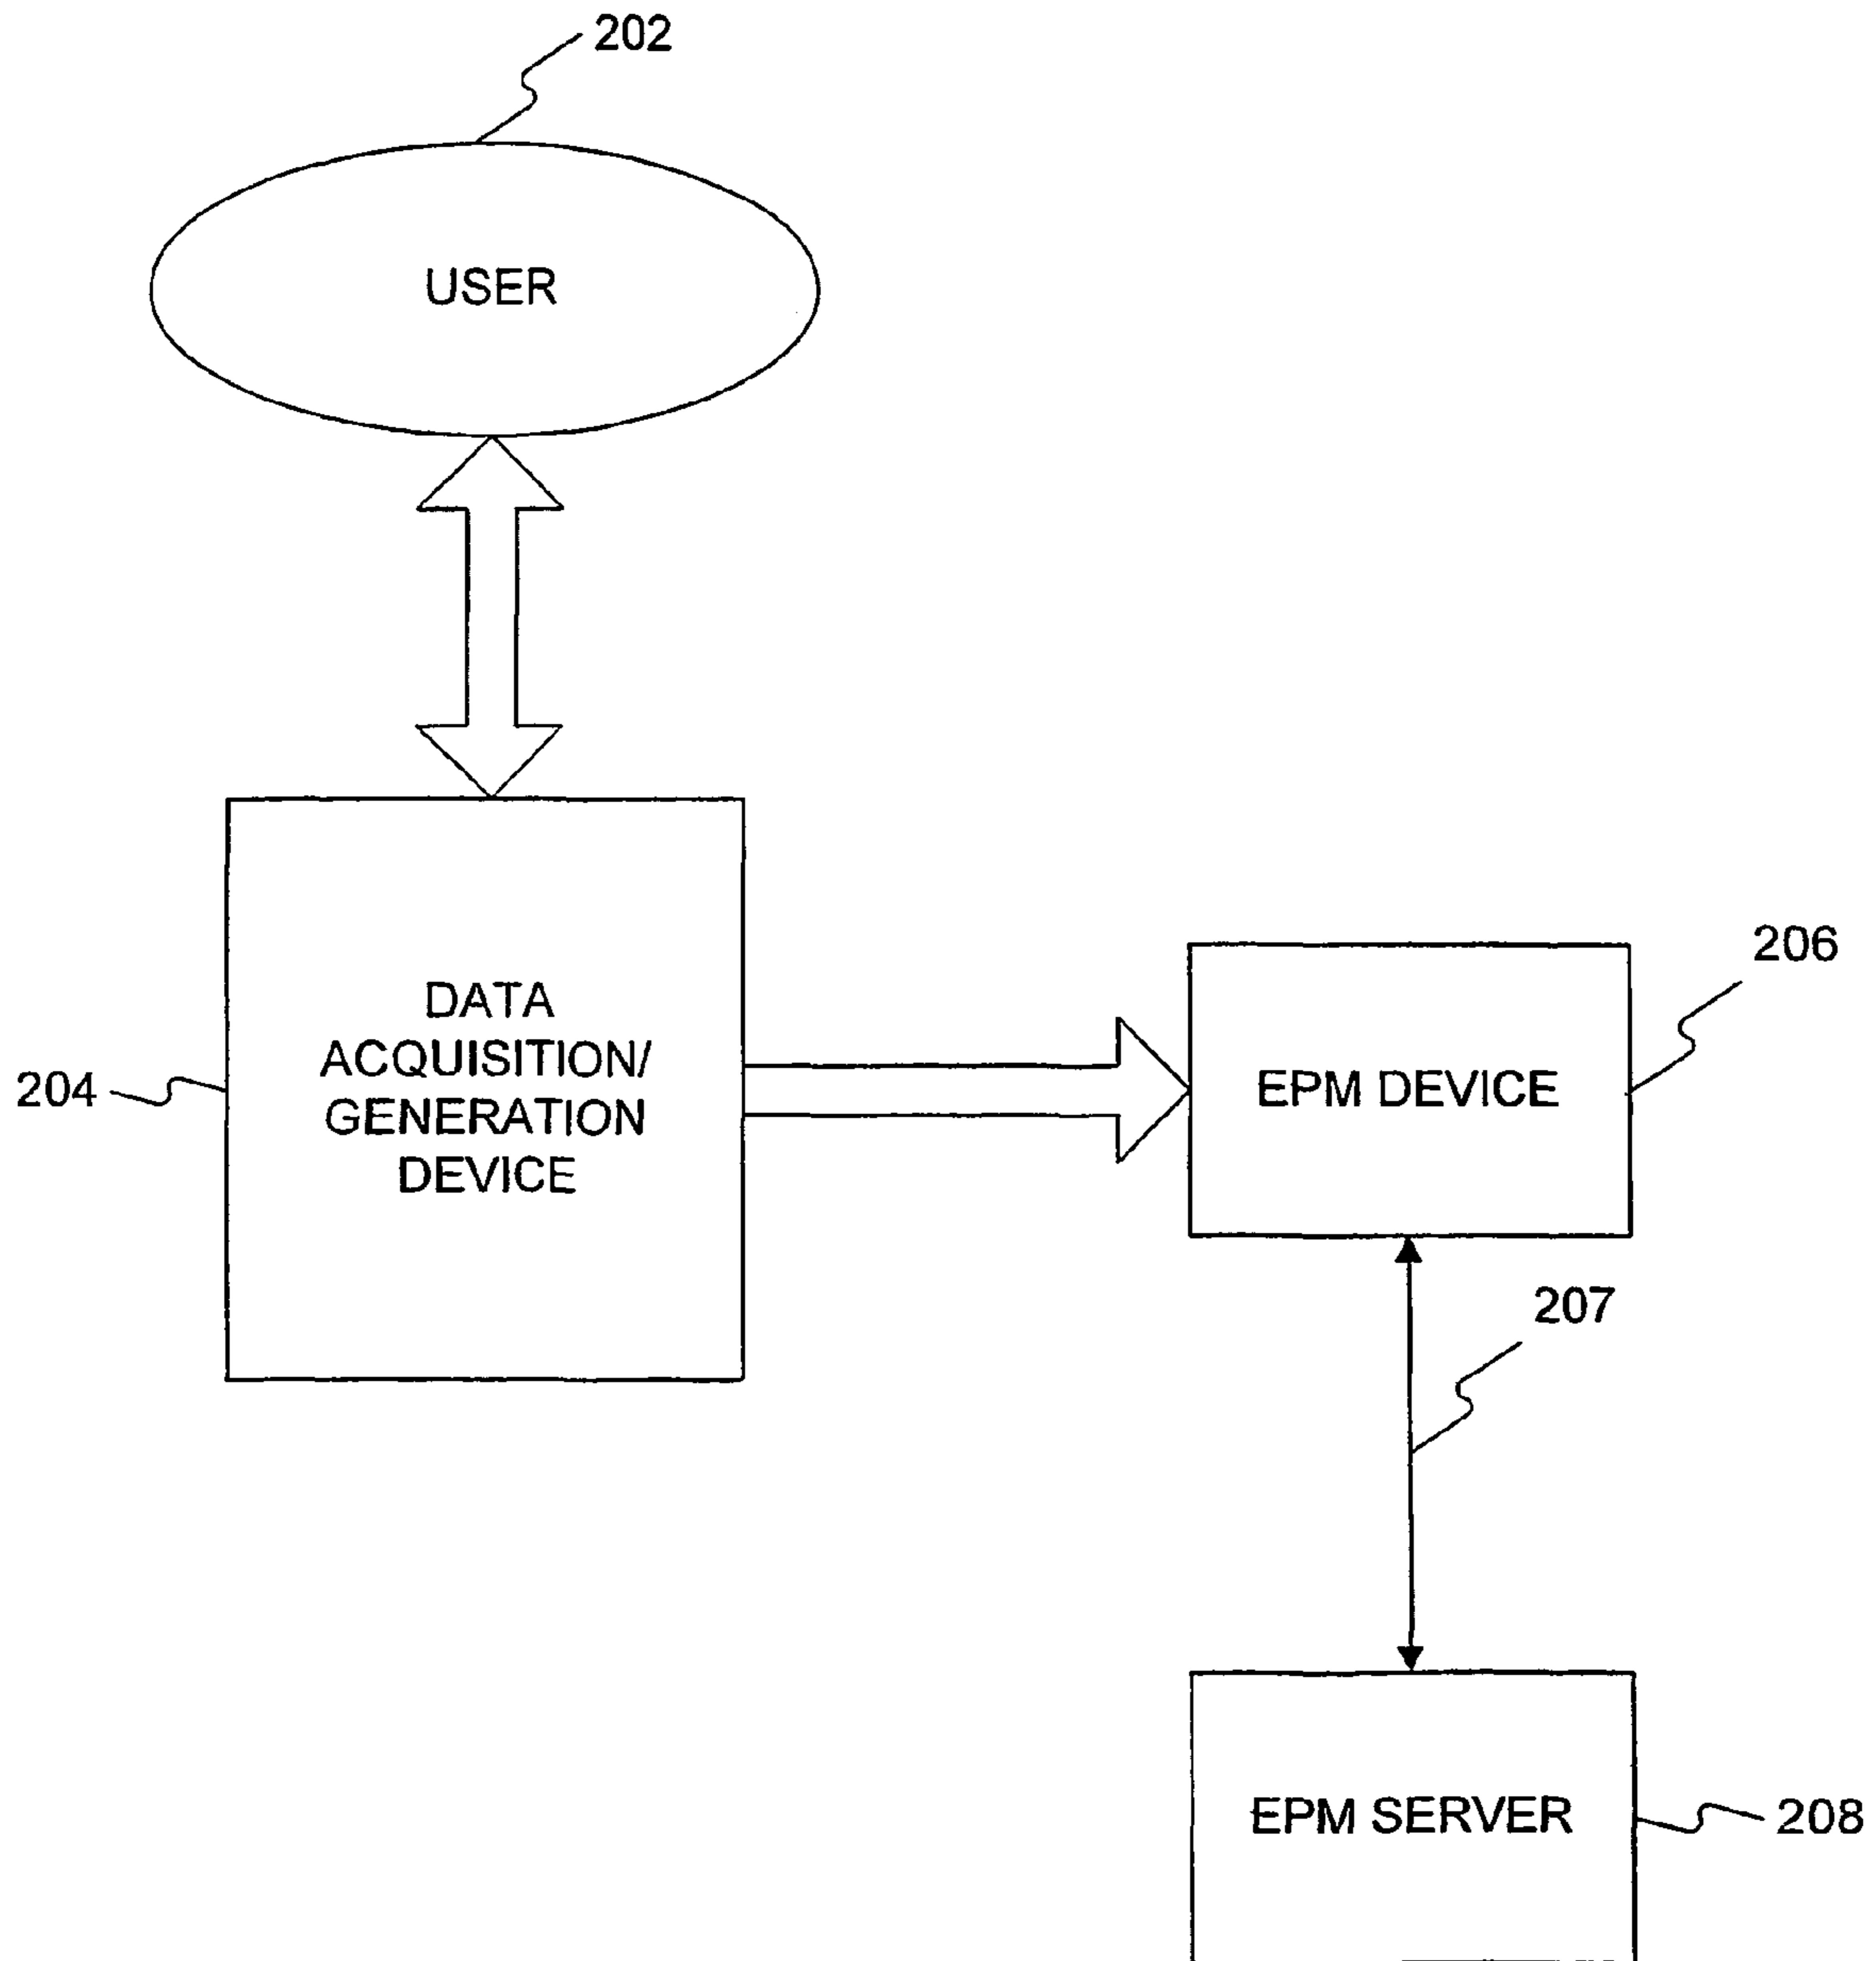 202
USER
DATA
ACQUISITION/
GENERATION
DEVICE
204
206
EPM DEVICE
207
EPM SERVER
208